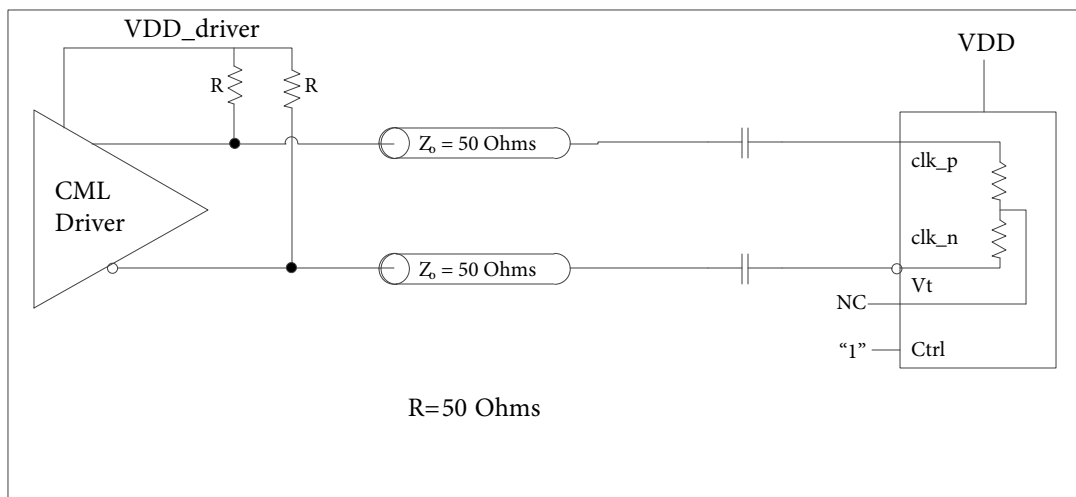 VDD_driver
VDD
R
R
Zo = 50 Ohms
clk_p
CML
Driver
clk_n
Zo = 50 Ohms
Vt
NC
“1”
Ctrl
R=50 Ohms